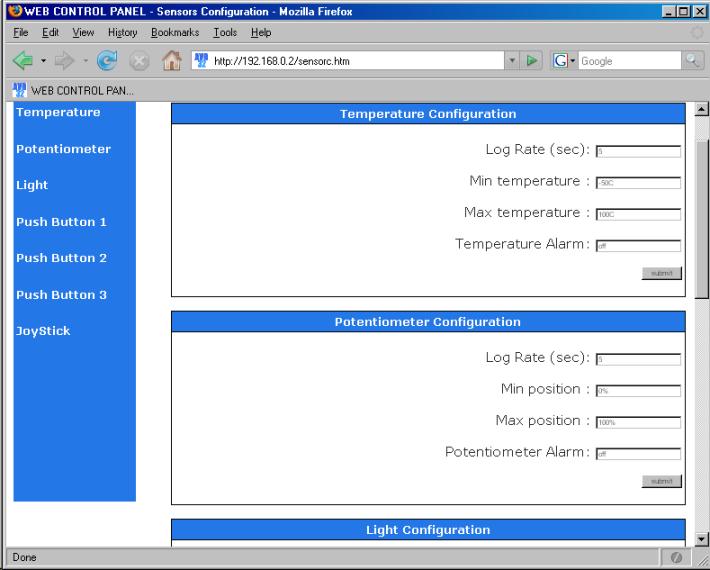 WEB CONTROL PANEL - Sensors Configuration - Mozilla Firefox
File Edit View History Bookmarks Tools Help
http://192.168.0.2/sensorc.htm
G Google
WEB CONTROL PAN...
Temperature
Potentiometer
Light
Push Button 1
Push Button 2
Push Button 3
JoyStick
Temperature Configuration
Log Rate (sec): 5
Min temperature : -50C
Max temperature : 100C
Temperature Alarm: off
submit
Potentiometer Configuration
Log Rate (sec): 5
Min position : 0%
Max position : 100%
Potentiometer Alarm: off
submit
Light Configuration
Done